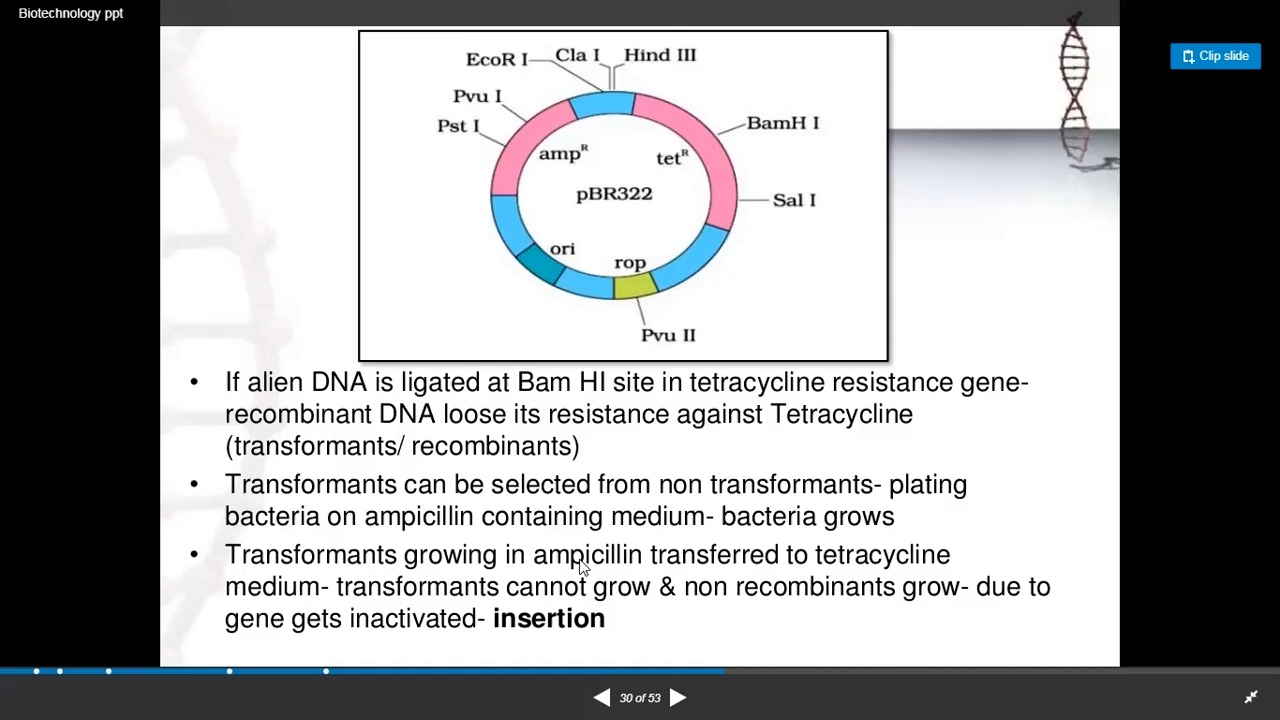 Biotechnology ppt
Clip slide
EcoR I
Cla I
Hind III
Pvu I
Pst I
BamH I
ampR
tetR
pBR322
Sal I
ori
rop
Pvu II
• If alien DNA is ligated at Bam HI site in tetracycline resistance gene-
recombinant DNA loose its resistance against Tetracycline
(transformants/ recombinants)
• Transformants can be selected from non transformants- plating
bacteria on ampicillin containing medium- bacteria grows
• Transformants growing in ampicillin transferred to tetracycline
medium- transformants cannot grow & non recombinants grow- due to
gene gets inactivated- insertion
30 of 53